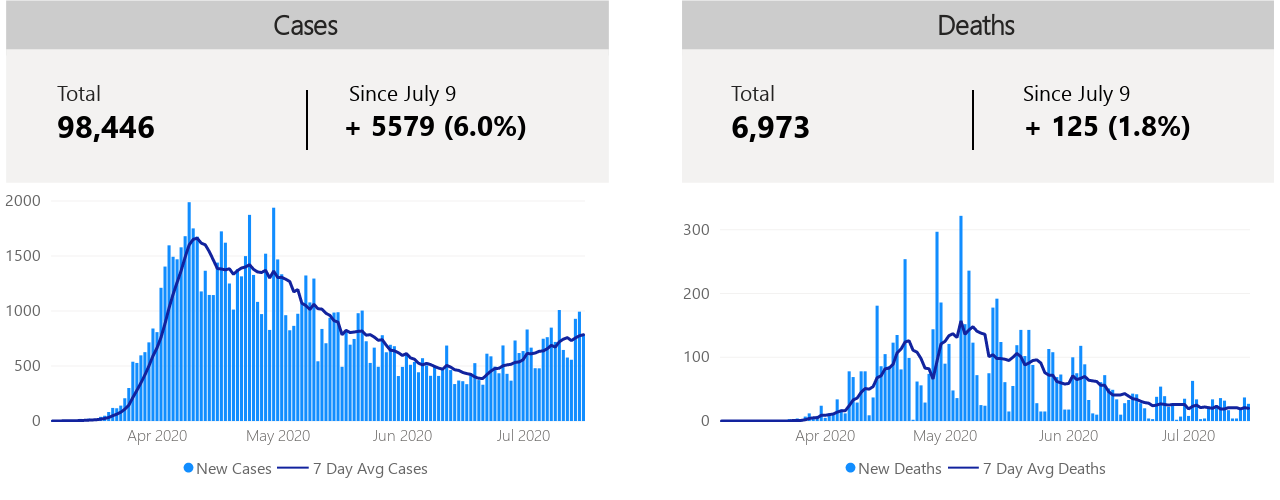 Cases
Total
98,446
Since July 9
+ 5579 (6.0%)
2000
1500
1000
500
0
Apr 2020
May 2020
Jun 2020
Jul 2020
New Cases
7 Day Avg Cases
Deaths
Total
6,973
Since July 9
+ 125 (1.8%)
300
200
100
0
Apr 2020
May 2020
Jun 2020
Jul 2020
New Deaths
7 Day Avg Deaths